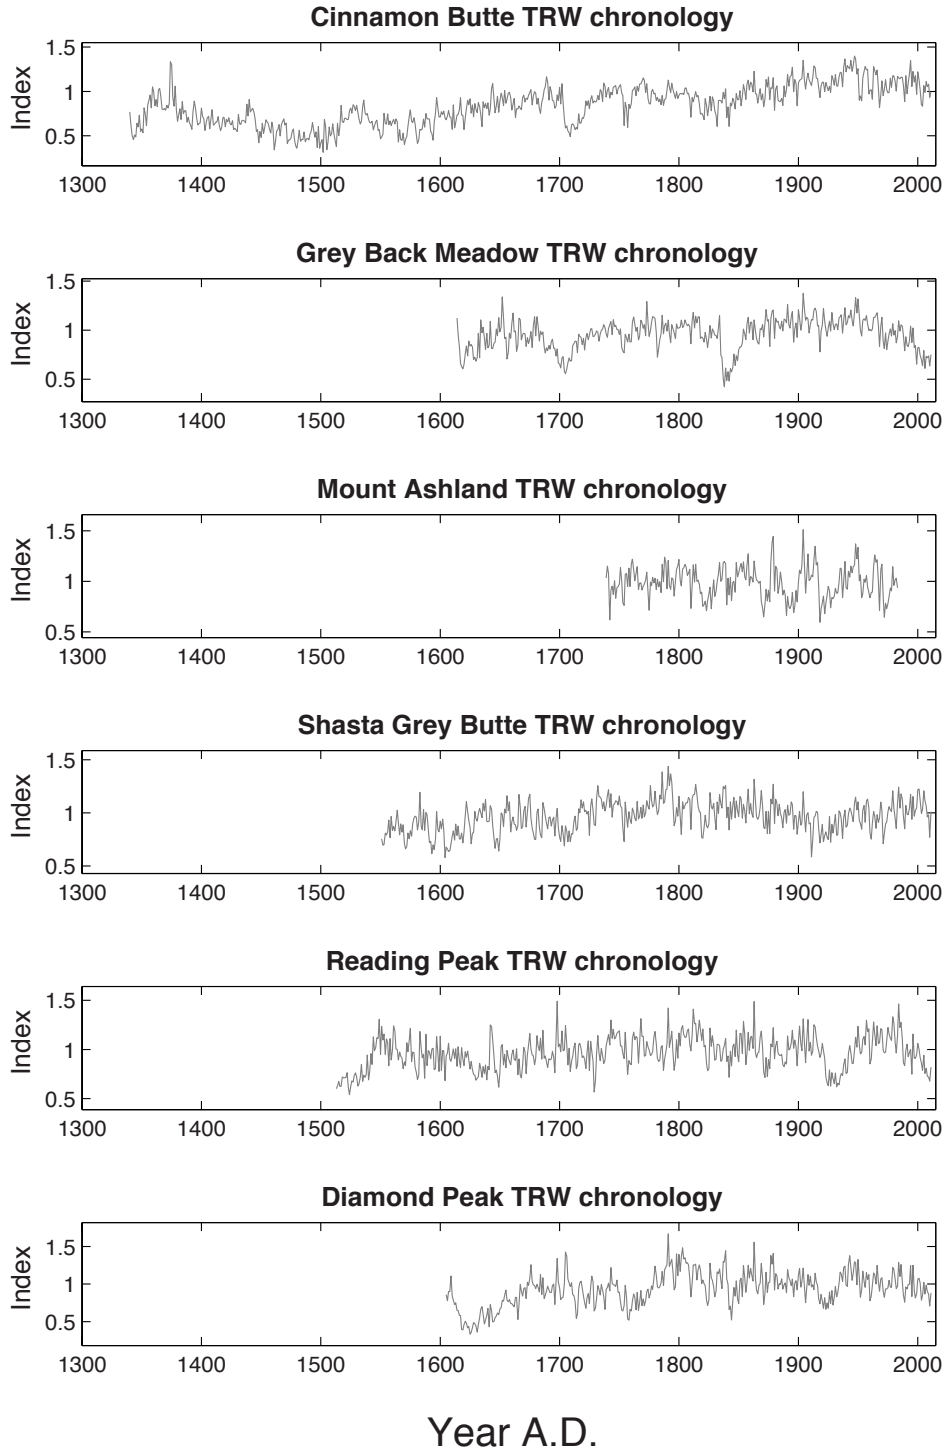 Cinnamon Butte TRW chronology
1.5
1
0.5
Index
1300 1400 1500 1600 1700 1800 1900 2000
Grey Back Meadow TRW chronology
1.5
1
0.5
Index
1300 1400 1500 1600 1700 1800 1900 2000
Mount Ashland TRW chronology
1.5
1
0.5
Index
1300 1400 1500 1600 1700 1800 1900 2000
Shasta Grey Butte TRW chronology
1.5
1
0.5
Index
1300 1400 1500 1600 1700 1800 1900 2000
Reading Peak TRW chronology
1.5
1
0.5
Index
1300 1400 1500 1600 1700 1800 1900 2000
Diamond Peak TRW chronology
1.5
1
0.5
Index
1300 1400 1500 1600 1700 1800 1900 2000
Year A.D.